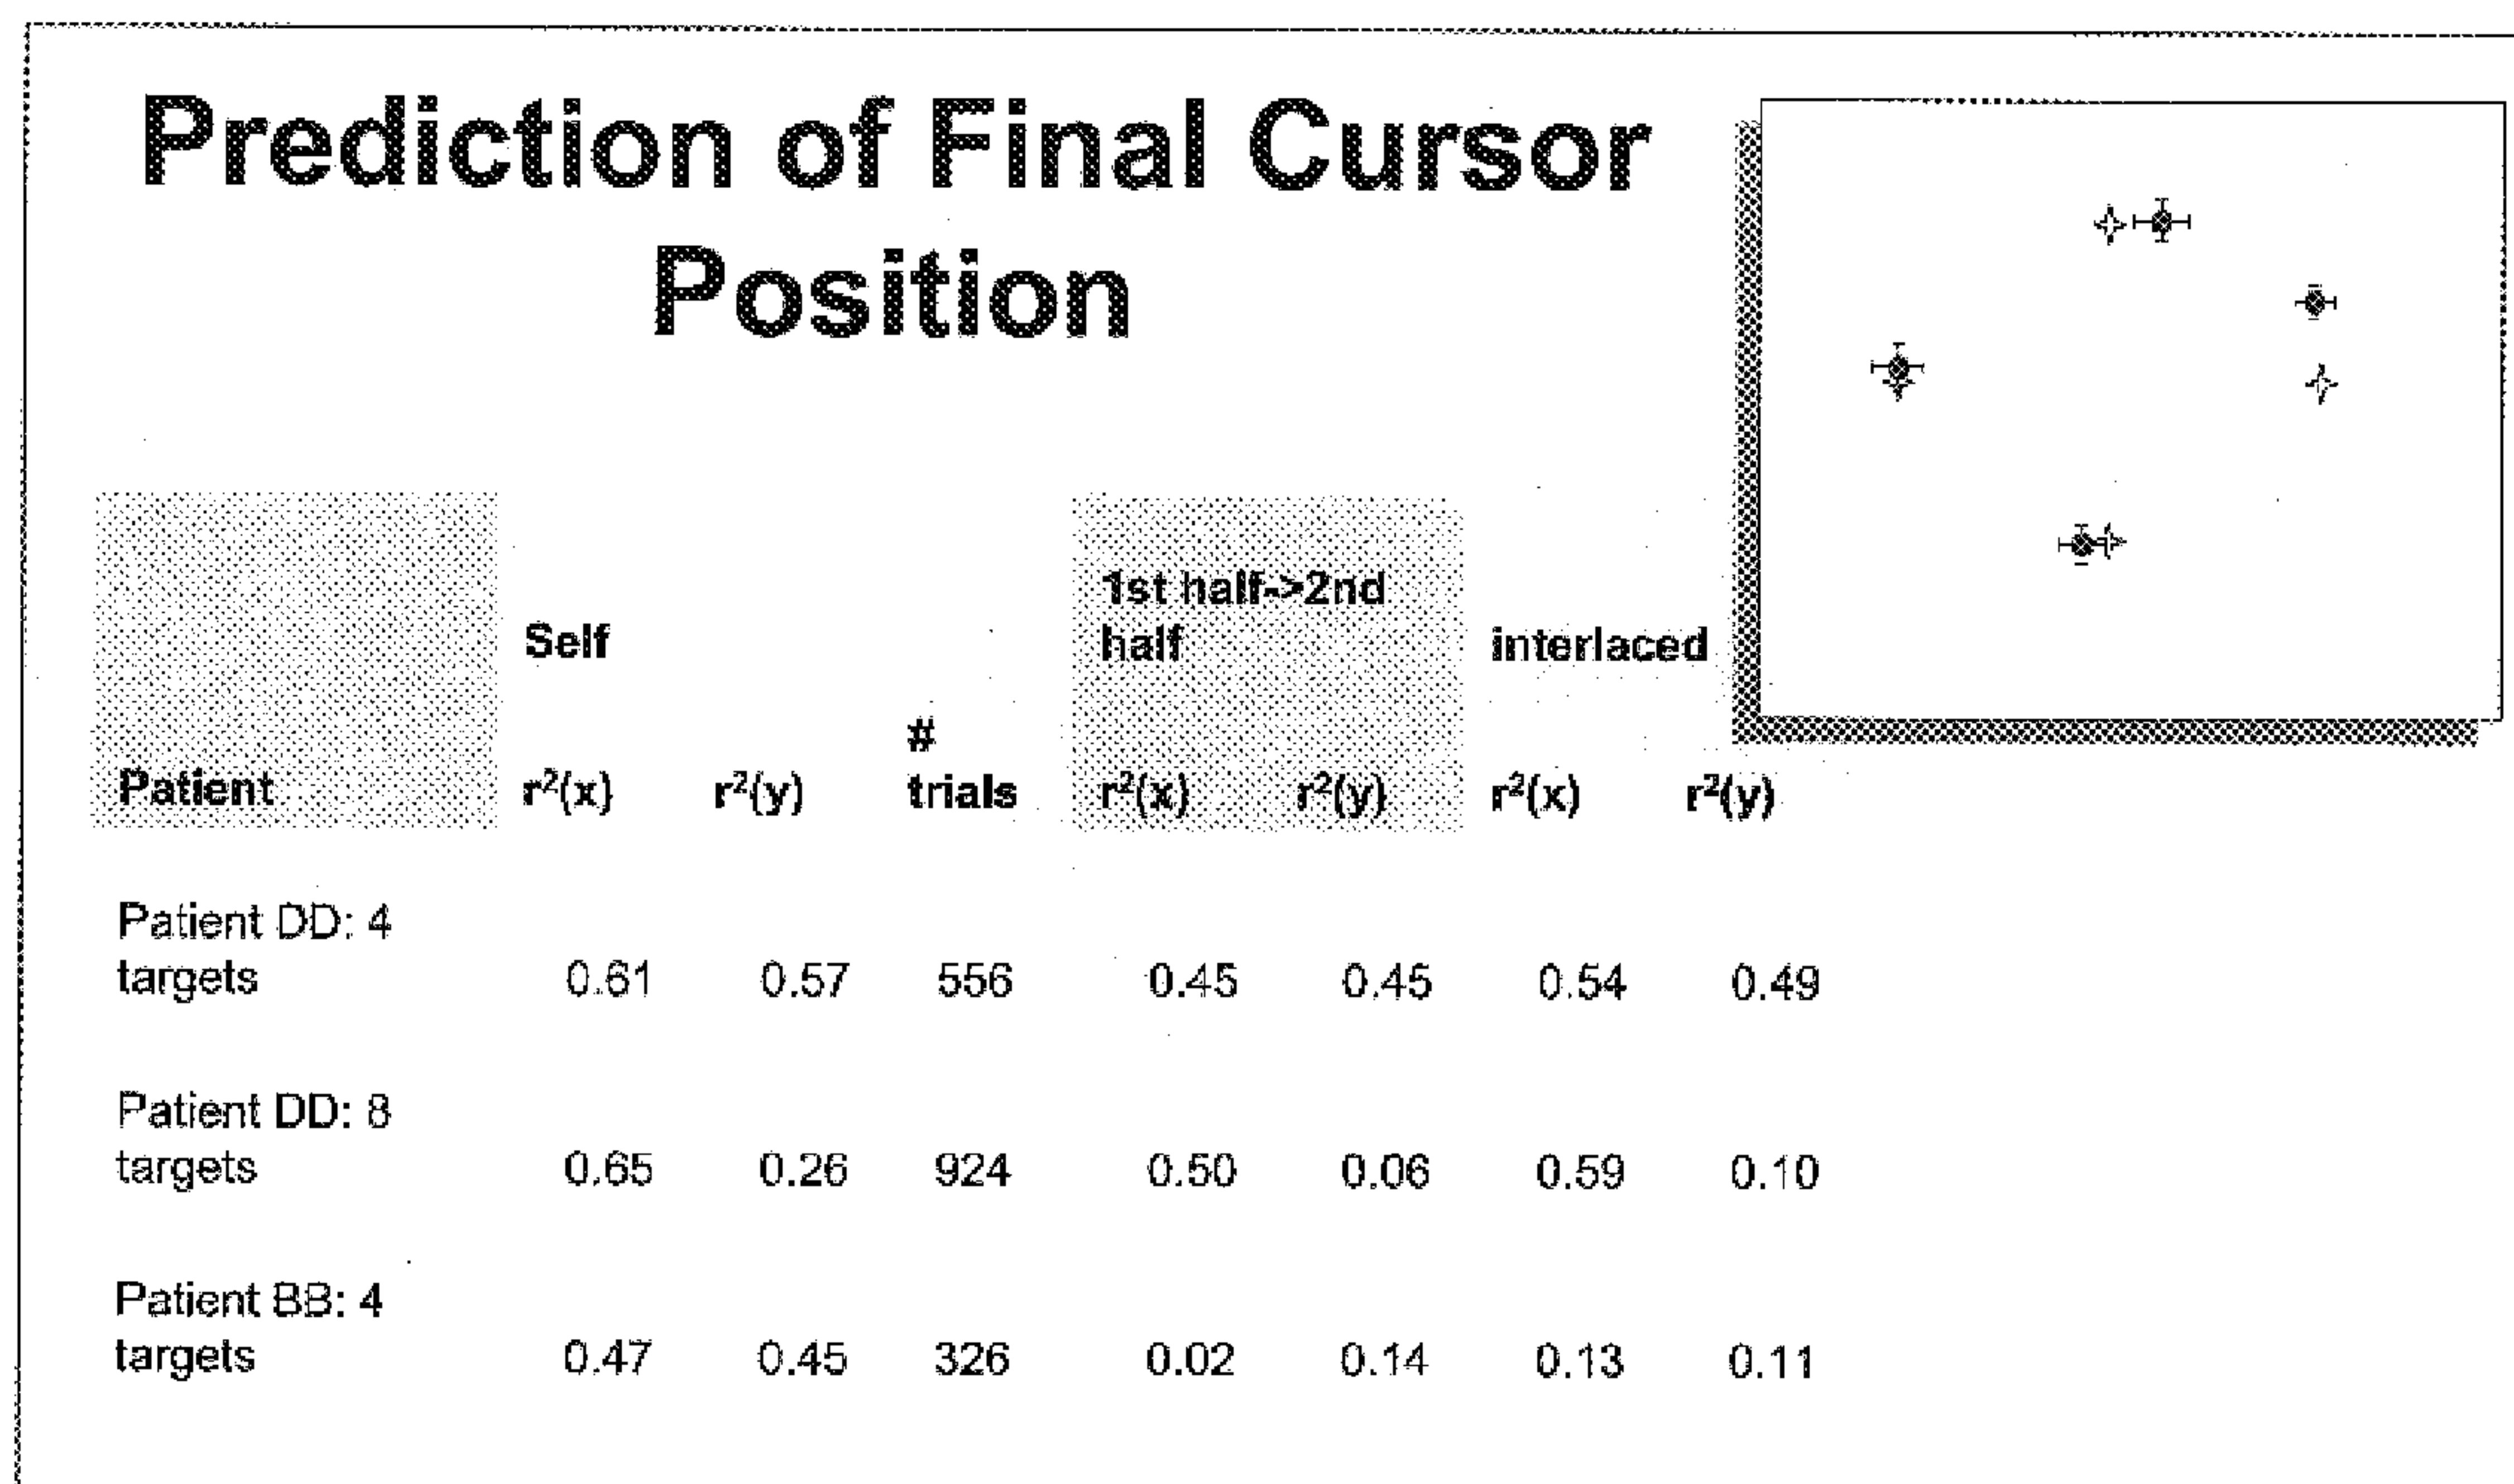 Prediction of Final Cursor
Position
1st half->2nd
Self half interlaced
#
Patient r²(x) r²(y) trials r²(x) r²(y) r²(x) r²(y)
Patient DD: 4
targets 0.61 0.57 556 0.45 0.45 0.54 0.49
Patient DD: 8
targets 0.65 0.26 924 0.50 0.06 0.59 0.10
Patient BB: 4
targets 0.47 0.45 326 0.02 0.14 0.13 0.11